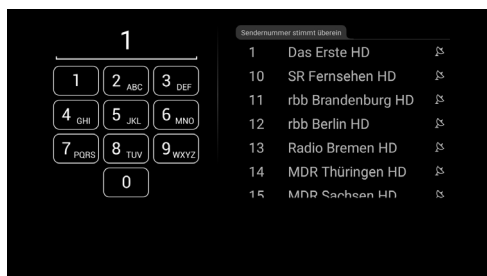 1
1
2 ABC
3 DEF
4 GHI
5 JKL
6 MNO
7 PQRS
8 TUV
9 WXYZ
0
Sendernummer stimmt überein
1 Das Erste HD
10 SR Fernsehen HD
11 rbb Brandenburg HD
12 rbb Berlin HD
13 Radio Bremen HD
14 MDR Thüringen HD
15 MDR Sachsen HD